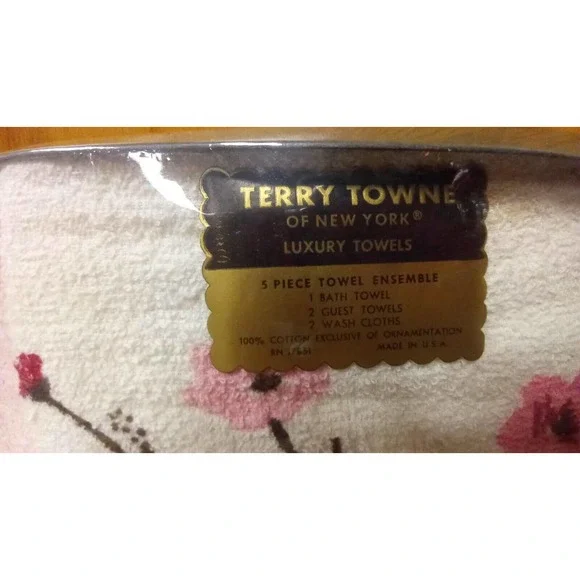 TERRY TOWNE
OF NEW YORK®
LUXURY TOWELS
5 PIECE TOWEL ENSEMBLE
1 BATH TOWEL
2 GUEST TOWELS
2 WASH CLOTHS
100% COTTON EXCLUSIVE OF ORNAMENTATION
RN MADE IN U.S.A.